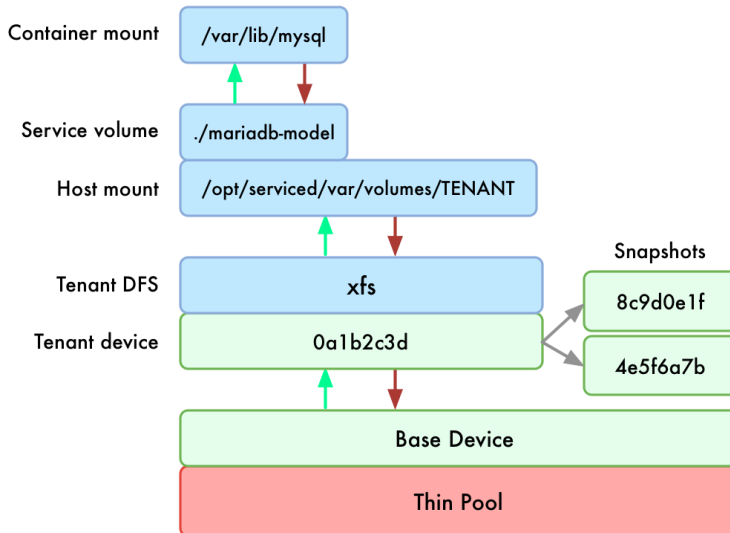 Container mount
/var/lib/mysql
Service volume
./mariadb-model
Host mount
/opt/serviced/var/volumes/TENANT
Snapshots
Tenant DFS
xfs
8c9d0e1f
Tenant device
0a1b2c3d
4e5f6a7b
Base Device
Thin Pool